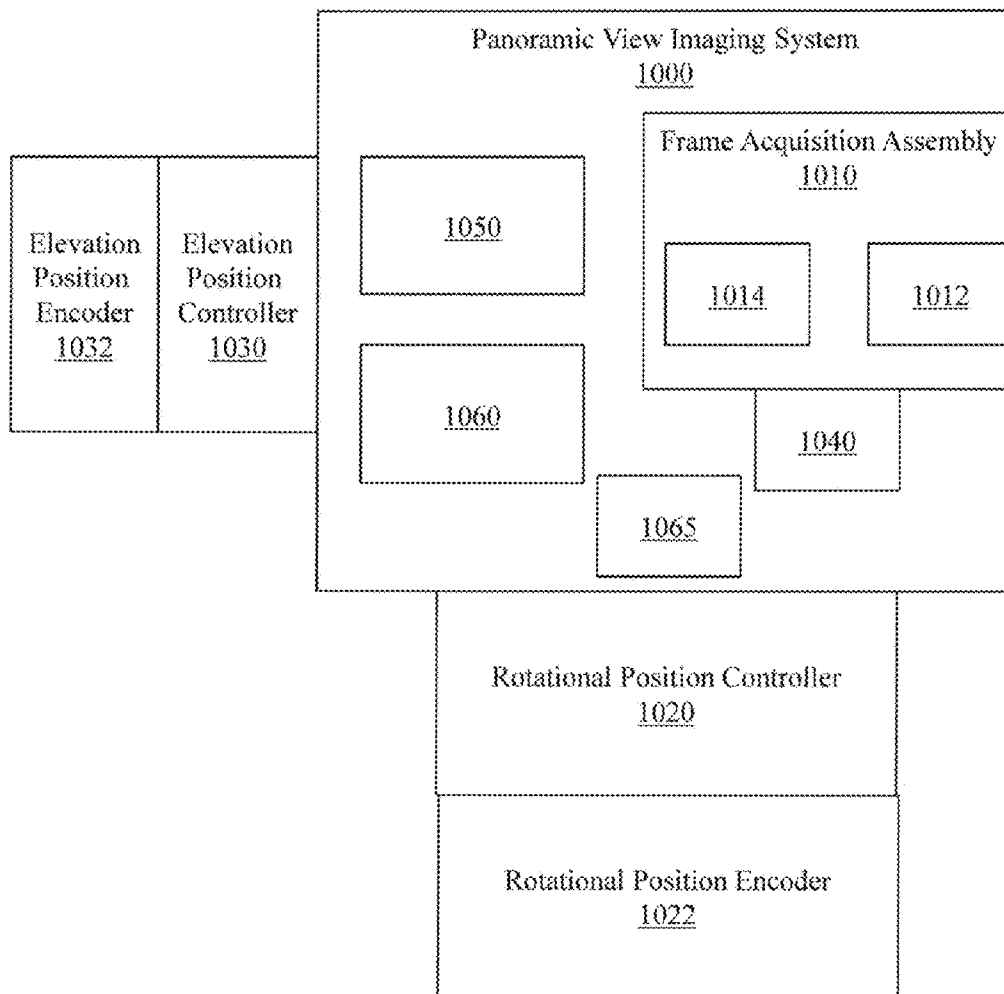 Panoramic View Imaging System
1000
Frame Acquisition Assembly
1010
1050
1014
1012
Elevation
Position
Encoder
1032
Elevation
Position
Controller
1030
1060
1040
1065
Rotational Position Controller
1020
Rotational Position Encoder
1022